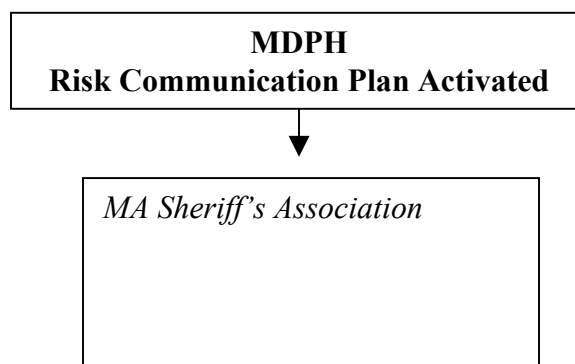 MDPH
Risk Communication Plan Activated
MA Sheriff’s Association